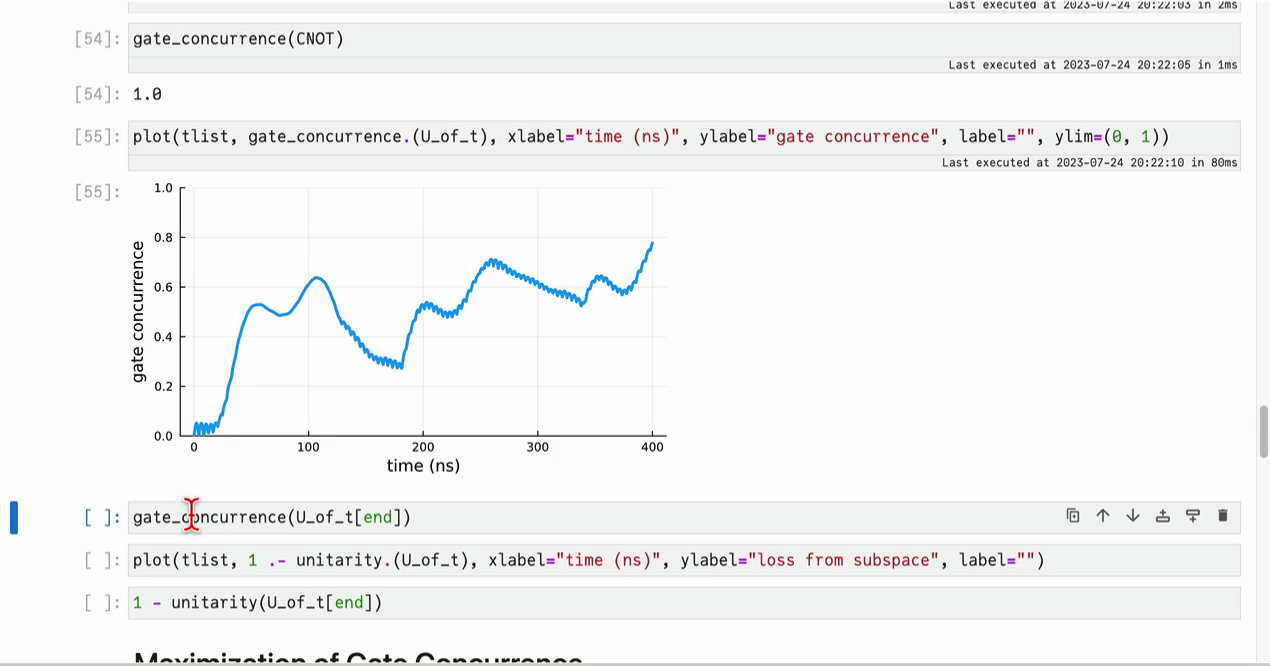 Last executed at 2023-07-24 20:22:03 in 2ms
[54]: gate_concurrence(CNOT)
Last executed at 2023-07-24 20:22:05 in 1ms
[54]: 1.0
[55]: plot(tlist, gate_concurrence.(U_of_t), xlabel="time (ns)", ylabel="gate concurrence", label="", ylim=(0, 1))
Last executed at 2023-07-24 20:22:10 in 80ms
[55]:
1.0
0.8
0.6
0.4
0.2
0.0
gate concurrence
0 100 200 300 400
time (ns)
[ ]: gate_concurrence(U_of_t[end])
[ ]: plot(tlist, 1 .- unitarity.(U_of_t), xlabel="time (ns)", ylabel="loss from subspace", label="")
[ ]: 1 - unitarity(U_of_t[end])
Maximization of Gate Concurrence